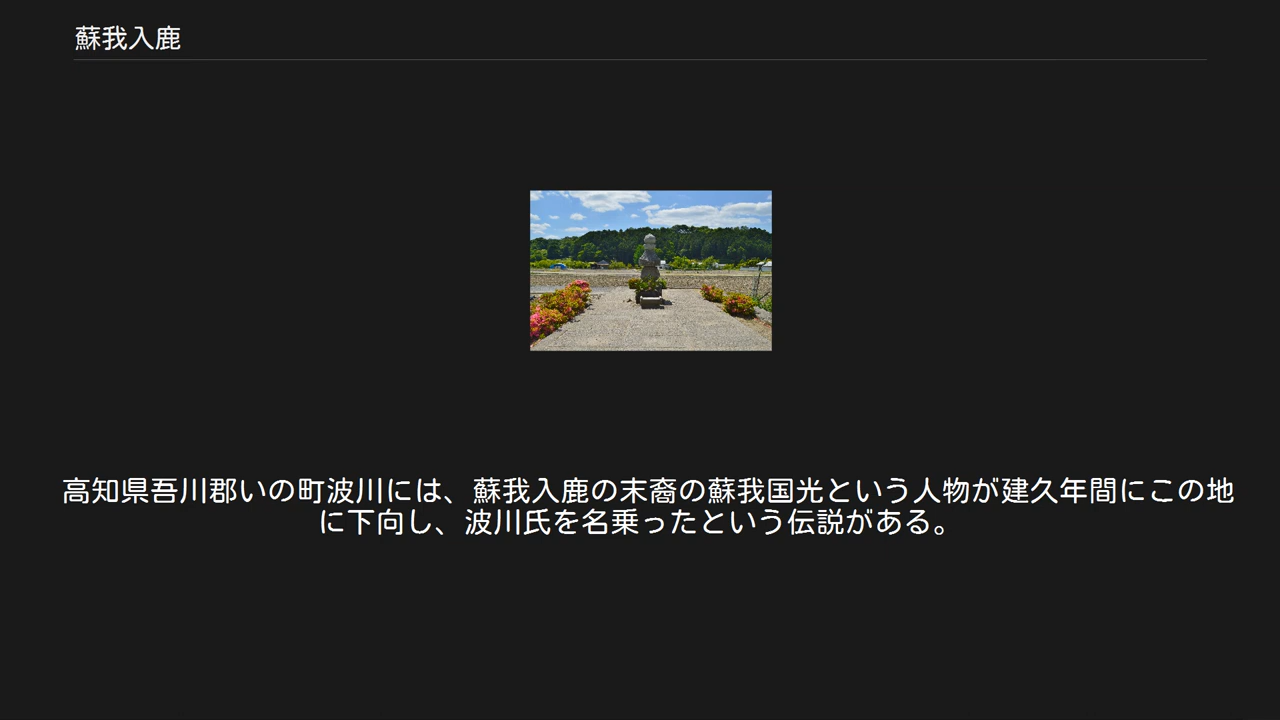 蘇我入鹿
高知県吾川郡いの町波川には、蘇我入鹿の末裔の蘇我国光という人物が建久年間にこの地
に下向し、波川氏を名乗ったという伝説がある。